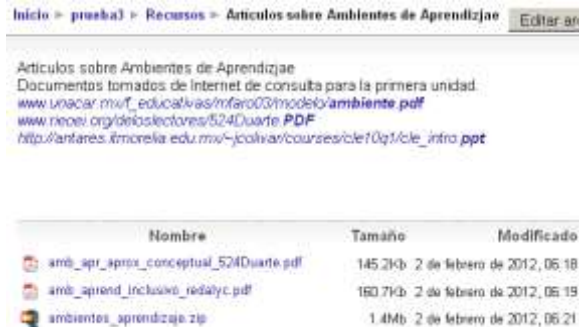 Inicio ► prueba3 ► Recursos ► Articulos sobre Ambientes de Aprendizjae
Editar
Articulos sobre Ambientes de Aprendizjae
Documentos tomados de Internet de consulta para la primera unidad.
www.unacar.mx/f_educativas/mfaro03/modelo/ambiente.pdf
www.rieoei.org/deloslectores/524Duarte.PDF
http://antares.itmorelia.edu.mx/~jcolivar/courses/cle10q1/cle_intro.ppt
Nombre Tamaño Modificado
amb_apr_aprox_conceptual_524Duarte.pdf 145.2Kb 2 de febrero de 2012, 06:18
amb_aprend_inclusivo_redalyc.pdf 160.7Kb 2 de febrero de 2012, 06:19
ambientes_aprendizaje.zip 1.4Mb 2 de febrero de 2012, 06:21